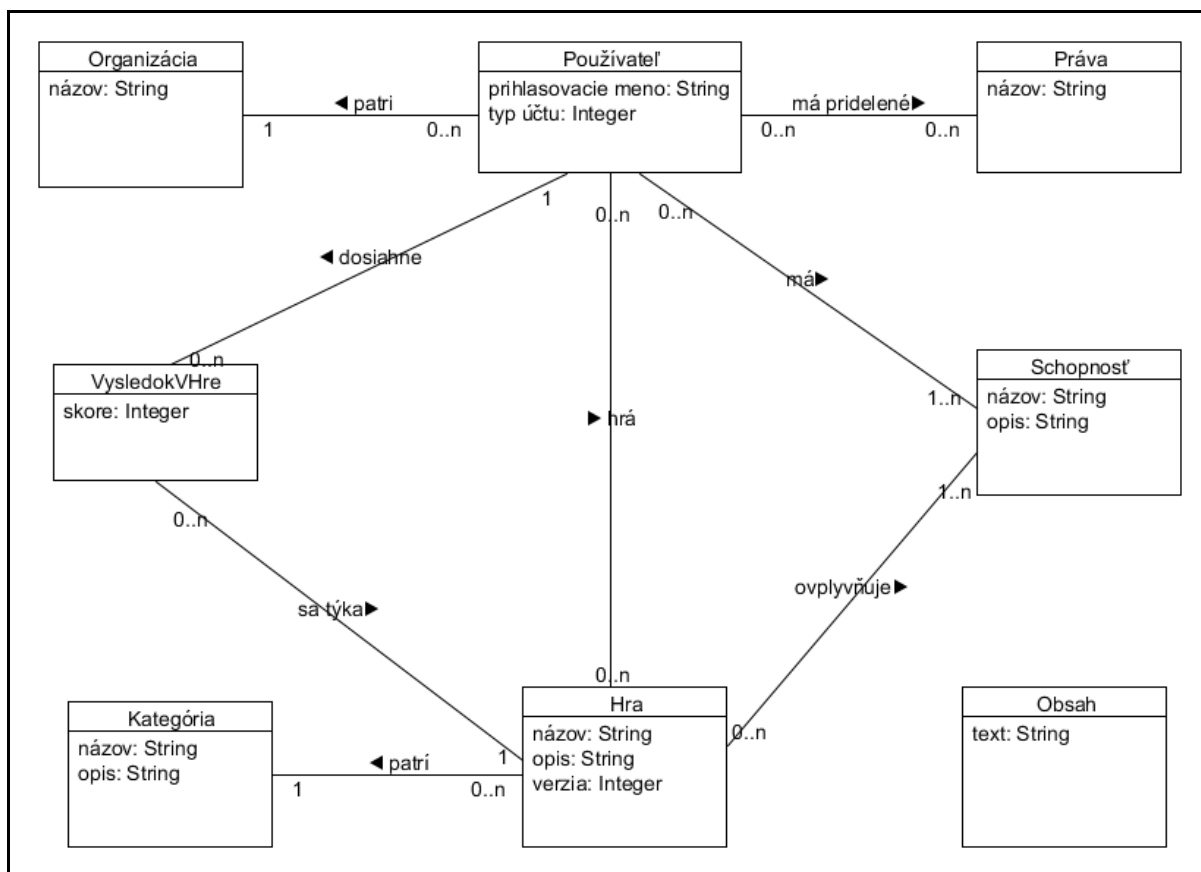 Organizácia
názov: String
Používateľ
prihlasovacie meno: String
typ účtu: Integer
Práva
názov: String
◄ patri
1
0..n
má pridelené►
0..n
0..n
1
0..n
0..n
◄ dosiahne
má►
0..n
VysledokVHre
skore: Integer
Schopnosť
názov: String
opis: String
1..n
► hrá
1..n
0..n
ovplyvňuje►
sa týka►
0..n
Kategória
názov: String
opis: String
Hra
názov: String
opis: String
verzia: Integer
Obsah
text: String
0..n
1
◄ patrí
1
0..n